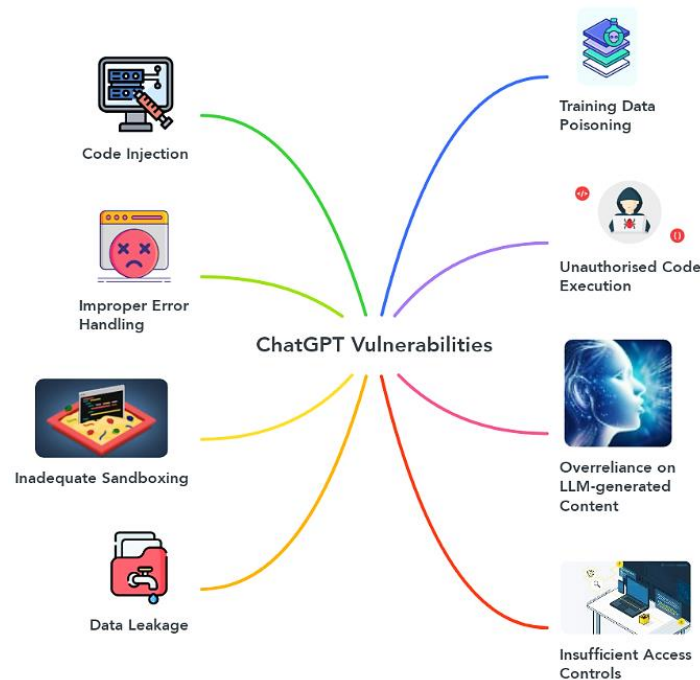 Code Injection
Improper Error
Handling
Inadequate Sandboxing
Data Leakage
ChatGPT Vulnerabilities
Training Data
Poisoning
Unauthorised Code
Execution
Overreliance on
LLM-generated
Content
Insufficient Access
Controls